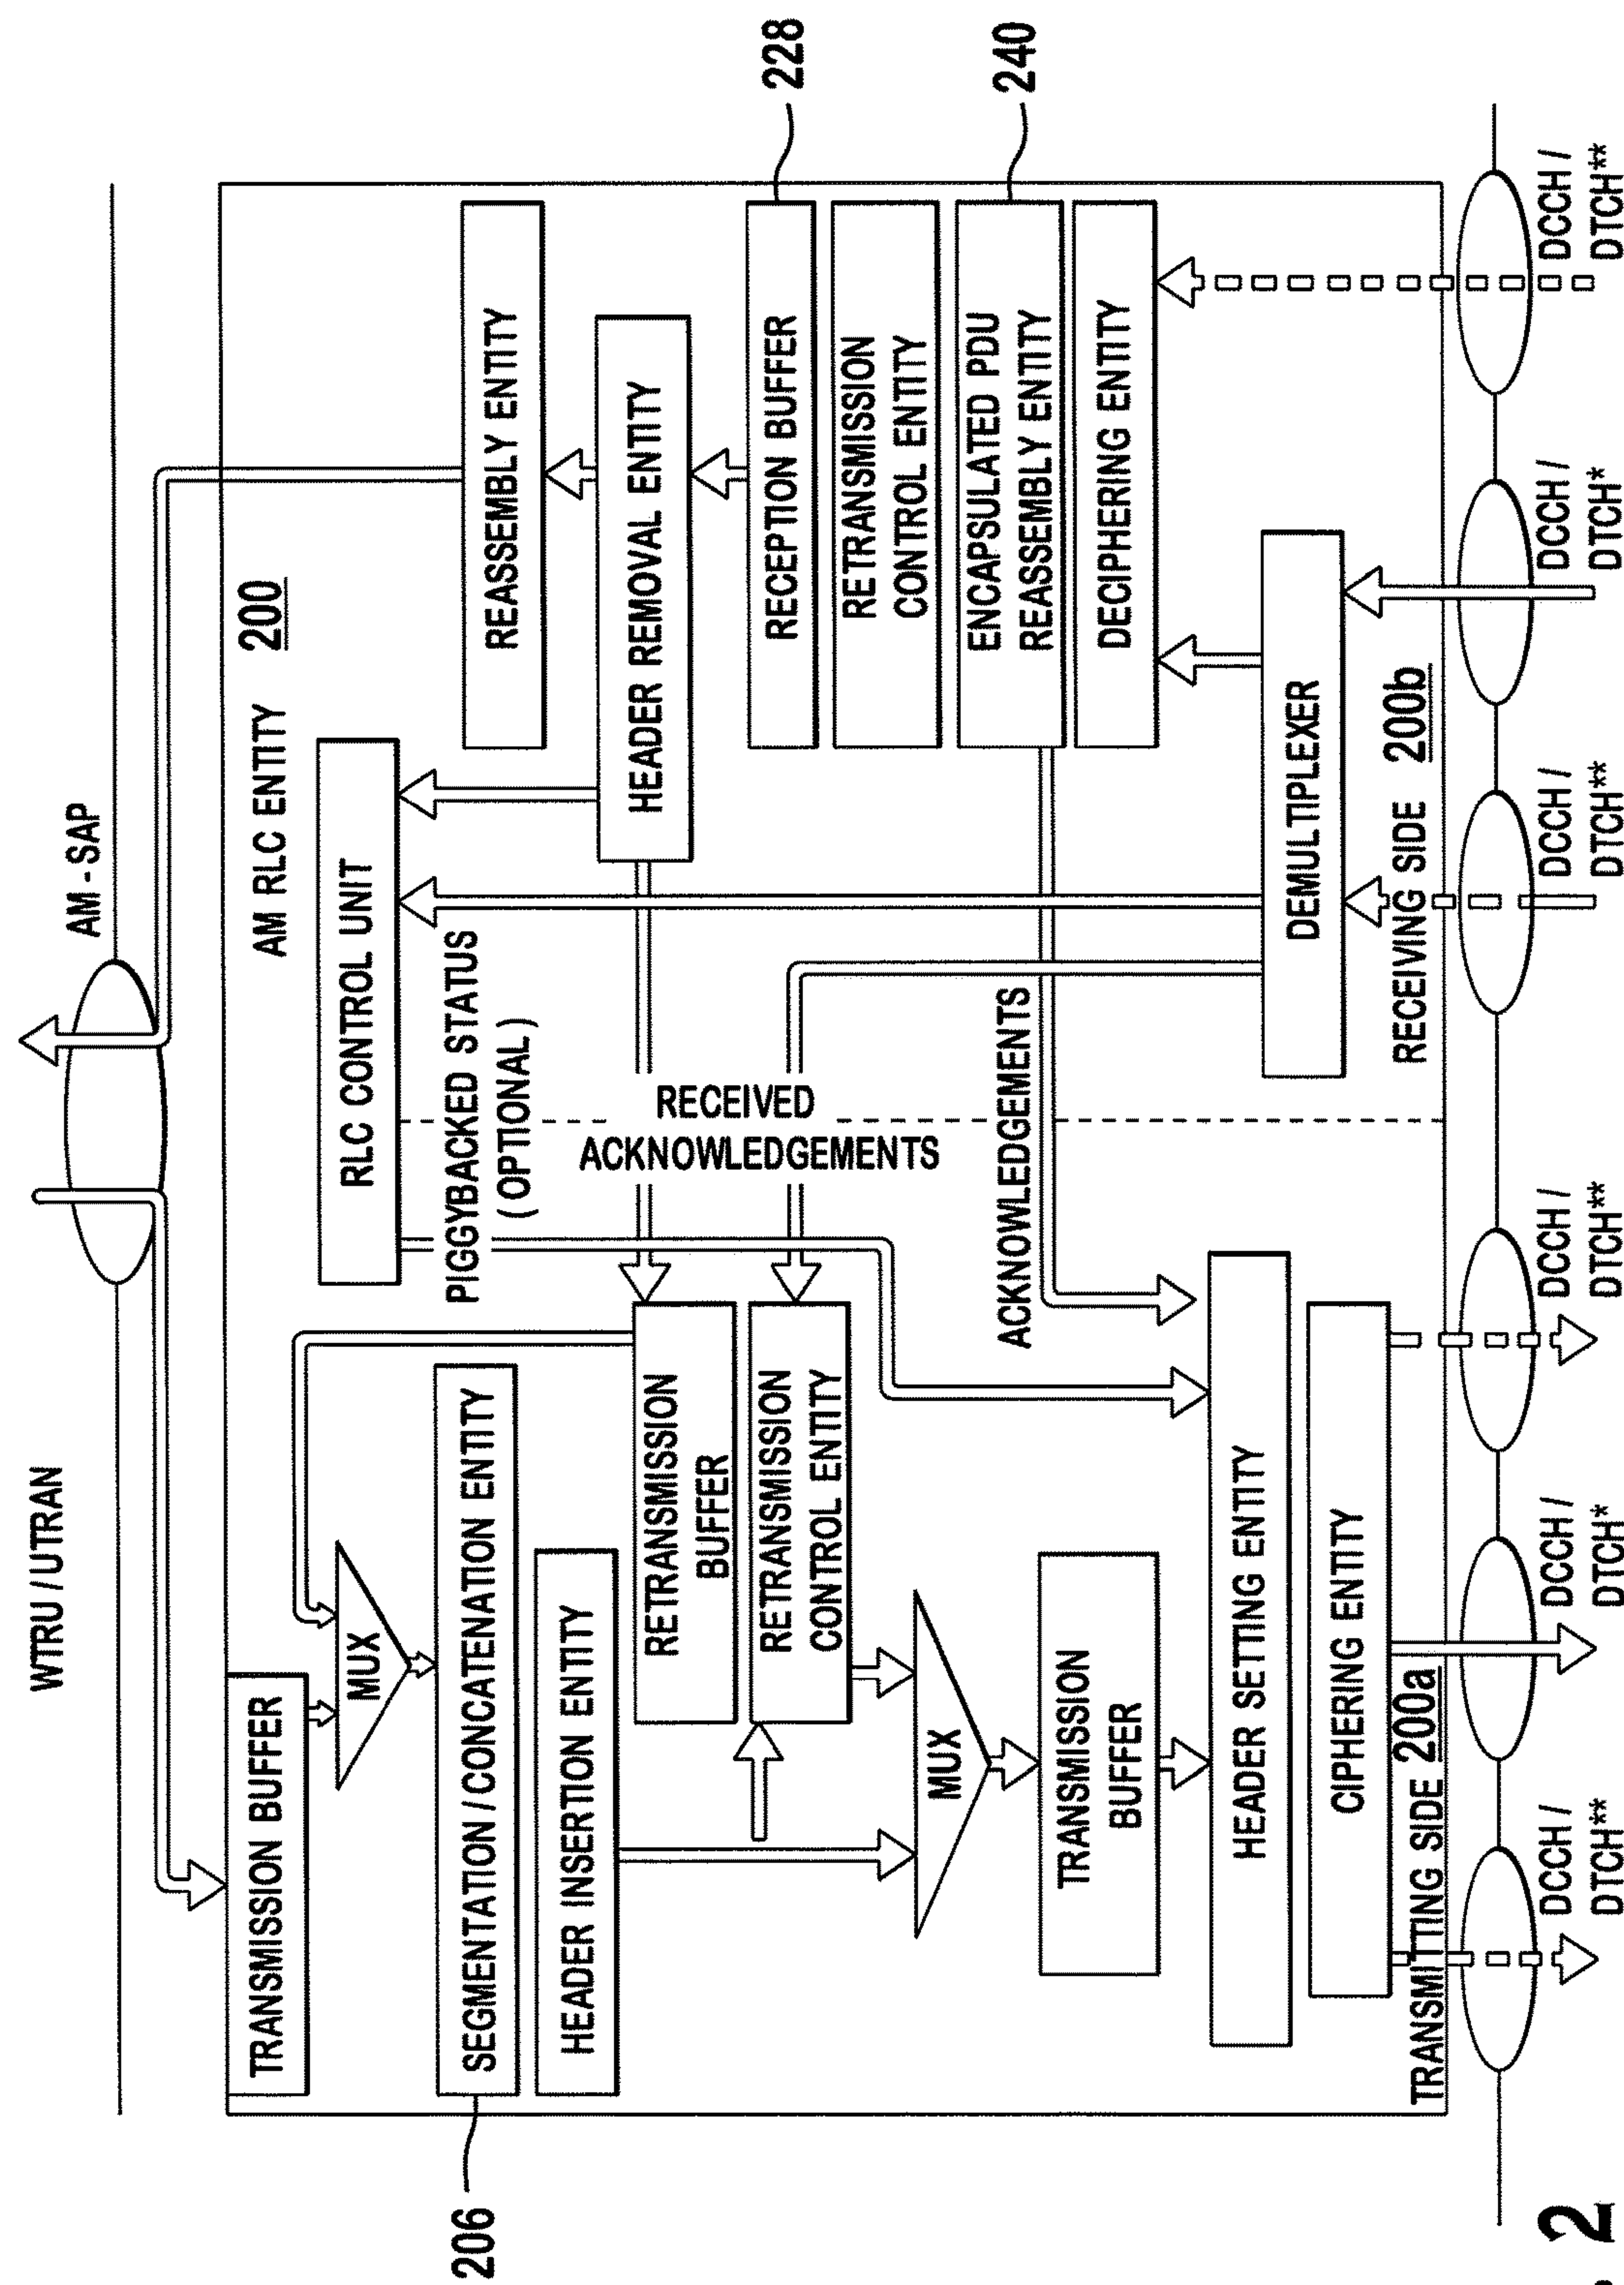 WTRU / UTRAN
AM - SAP
AM RLC ENTITY 200
TRANSMISSION BUFFER
MUX
SEGMENTATION / CONCATENATION ENTITY
206
HEADER INSERTION ENTITY
RETRANSMISSION
BUFFER
RETRANSMISSION
CONTROL ENTITY
MUX
TRANSMISSION
BUFFER
HEADER SETTING ENTITY
CIPHERING ENTITY
TRANSMITTING SIDE 200a
RLC CONTROL UNIT
PIGGYBACKED STATUS
( OPTIONAL )
RECEIVED
ACKNOWLEDGEMENTS
ACKNOWLEDGEMENTS
REASSEMBLY ENTITY
HEADER REMOVAL ENTITY
RECEPTION BUFFER
228
RETRANSMISSION
CONTROL ENTITY
ENCAPSULATED PDU
REASSEMBLY ENTITY
240
DECIPHERING ENTITY
DEMULTIPLEXER
RECEIVING SIDE 200b
DCCH /
DTCH**
DCCH /
DTCH*
DCCH /
DTCH**
DCCH /
DTCH**
DCCH /
DTCH*
DCCH /
DTCH**
2